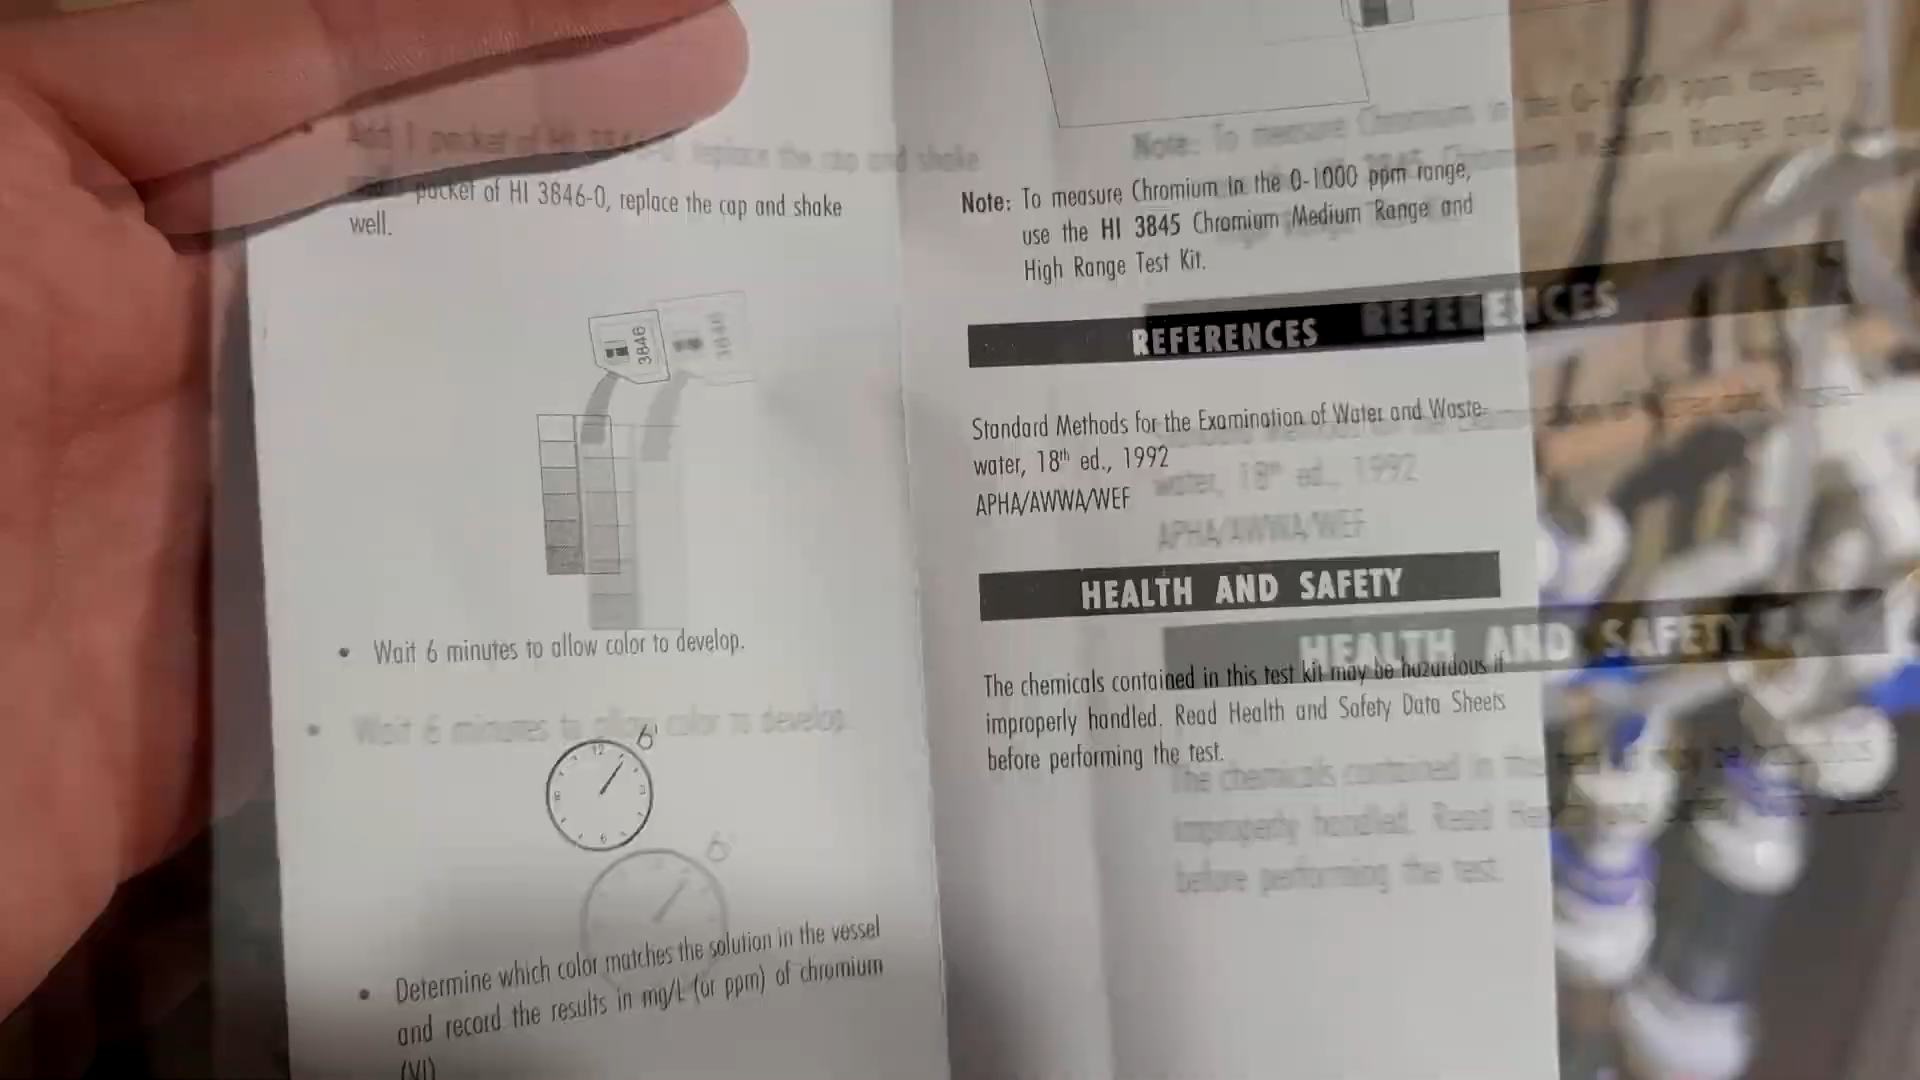 packet of HI 3846-0, replace the cap and shake
well.
3846
• Wait 6 minutes to allow color to develop.
6'
• Determine which color matches the solution in the vessel
and record the results in mg/L (or ppm) of chromium
(VI)
Note: To measure Chromium in the 0-1000 ppm range,
use the HI 3845 Chromium Medium Range and
High Range Test Kit.
REFERENCES
Standard Methods for the Examination of Water and Waste-
water, 18th ed., 1992
APHA/AWWA/WEF
HEALTH AND SAFETY
The chemicals contained in this test kit may be hazardous if
improperly handled. Read Health and Safety Data Sheets
before performing the test.